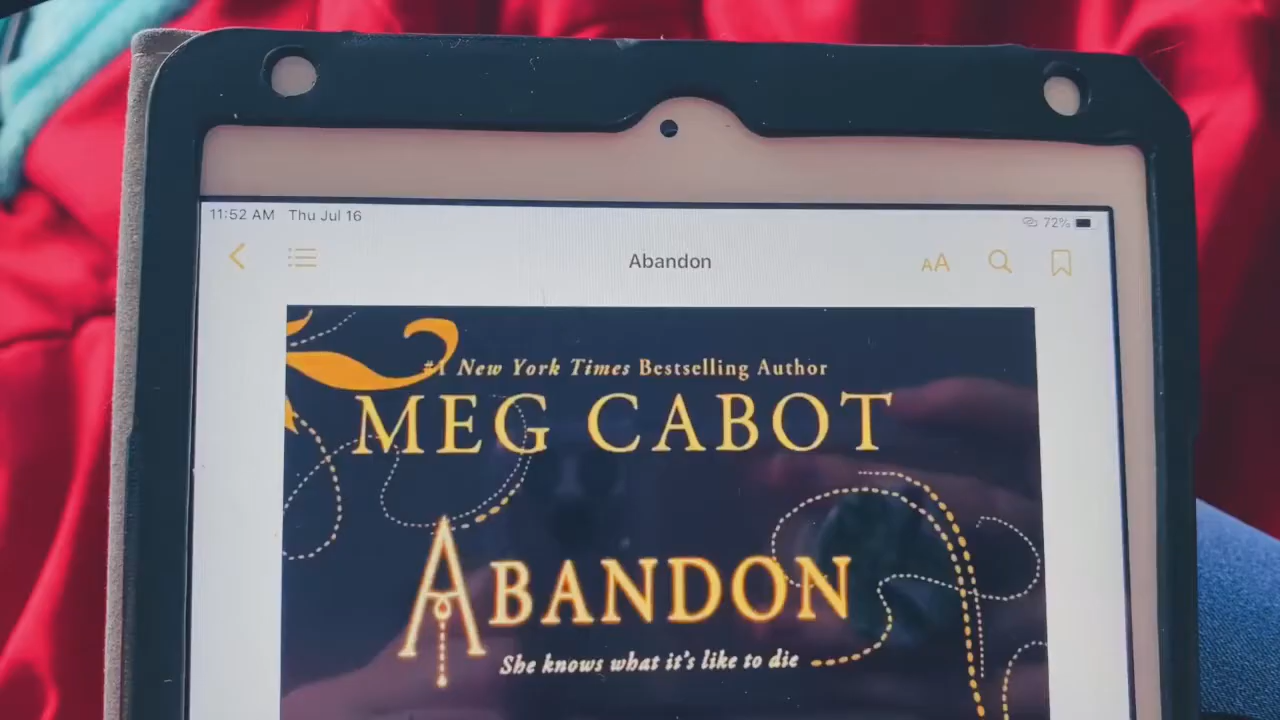 11:52 AM Thu Jul 16
72%
Abandon
AA
#1 New York Times Bestselling Author
MEG CABOT
ABANDON
She knows what it's like to die